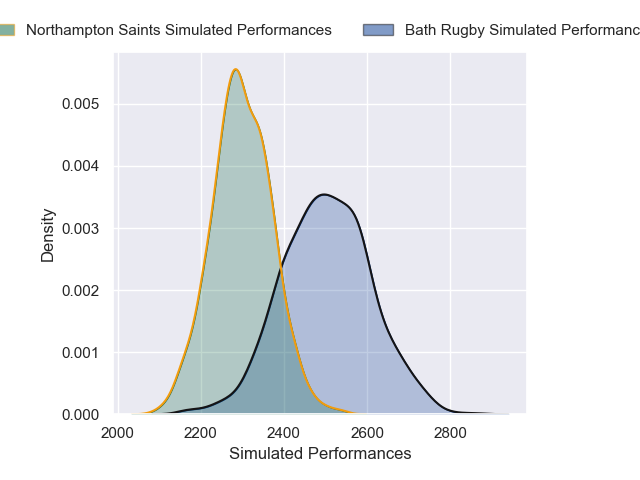 Northampton Saints Simulated Performances
Bath Rugby Simulated Performanc
0.005
0.004
0.003
0.002
0.001
0.000
Density
2000
2200
2400
2600
2800
Simulated Performances